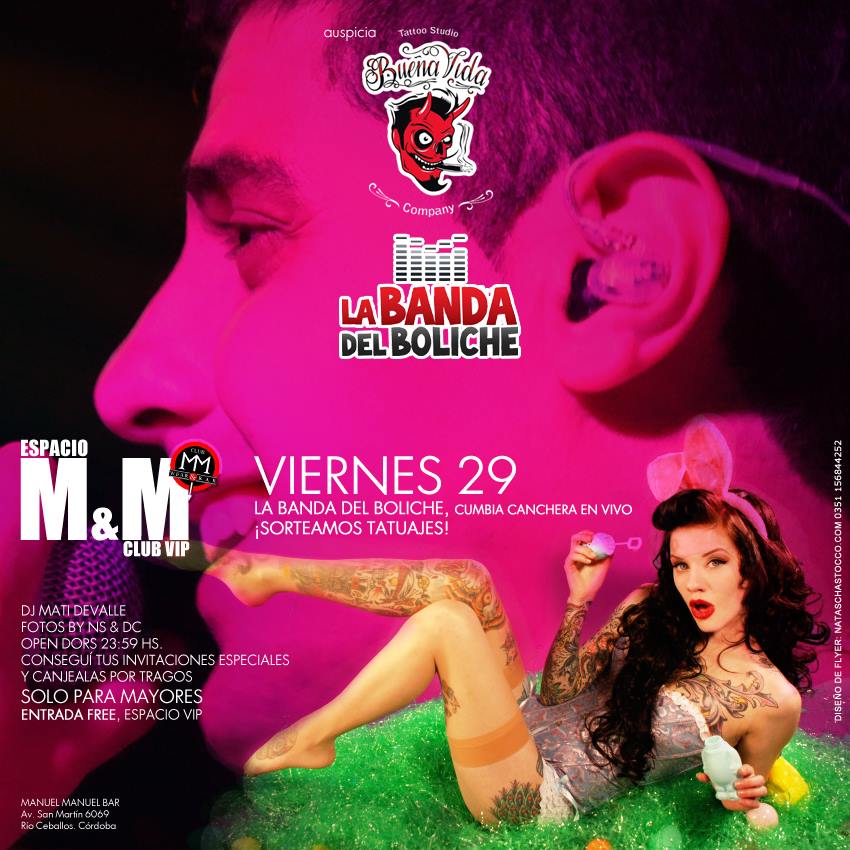 auspicia
Tattoo Studio
Buena Vida
Company
LA BANDA
DEL BOLICHE
ESPACIO
M&M
CLUB VIP
CLUB
MM
VIERNES 29
LA BANDA DEL BOLICHE, CUMBIA CANCHERA EN VIVO
¡SORTEAMOS TATUAJES!
DJ MATI DEVALLE
FOTOS BY NS & DC
OPEN DORS 23:59 HS.
CONSEGUÍ TUS INVITACIONES ESPECIALES
Y CANJEALAS POR TRAGOS
SOLO PARA MAYORES
ENTRADA FREE, ESPACIO VIP
MANUEL MANUEL BAR
Av. San Martín 6069
Río Ceballos. Córdoba
DISEÑO DE FLYER: NATASCHASTOCCO.COM 0351 156844252